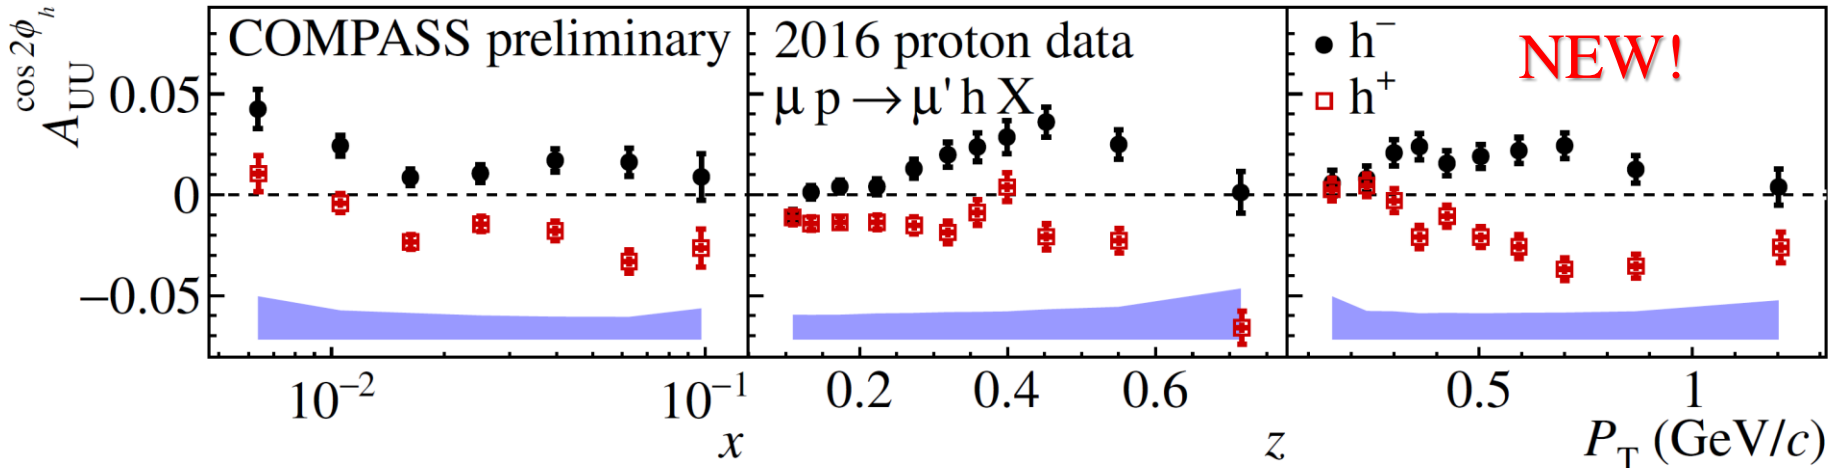 A_UU^cos 2ϕ_h
COMPASS preliminary
2016 proton data
μ p → μ' h X
h⁻
h⁺
NEW!
0.05
0
−0.05
10⁻² 10⁻¹
x
0.2 0.4 0.6
z
0.5 1
P_T (GeV/c)